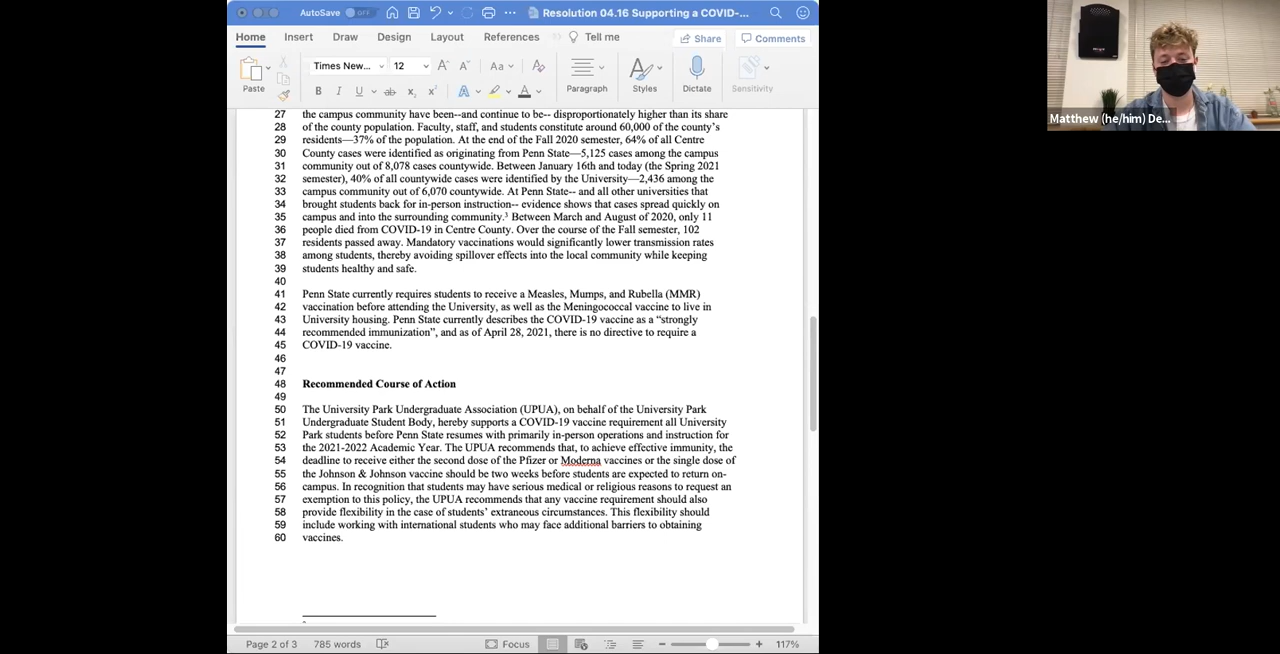 AutoSave OFF Resolution 04.16 Supporting a COVID-...
Home Insert Draw Design Layout References Tell me Share Comments
Paste Times New... 12 Aa Paragraph Styles Dictate Sensitivity
B I U ab x₂ x² A A
27 the campus community have been--and continue to be-- disproportionately higher than its share
28 of the county population. Faculty, staff, and students constitute around 60,000 of the county's
29 residents—37% of the population. At the end of the Fall 2020 semester, 64% of all Centre
30 County cases were identified as originating from Penn State—5,125 cases among the campus
31 community out of 8,078 cases countywide. Between January 16th and today (the Spring 2021
32 semester), 40% of all countywide cases were identified by the University—2,436 among the
33 campus community out of 6,070 countywide. At Penn State-- and all other universities that
34 brought students back for in-person instruction-- evidence shows that cases spread quickly on
35 campus and into the surrounding community.³ Between March and August of 2020, only 11
36 people died from COVID-19 in Centre County. Over the course of the Fall semester, 102
37 residents passed away. Mandatory vaccinations would significantly lower transmission rates
38 among students, thereby avoiding spillover effects into the local community while keeping
39 students healthy and safe.
40
41 Penn State currently requires students to receive a Measles, Mumps, and Rubella (MMR)
42 vaccination before attending the University, as well as the Meningococcal vaccine to live in
43 University housing. Penn State currently describes the COVID-19 vaccine as a “strongly
44 recommended immunization”, and as of April 28, 2021, there is no directive to require a
45 COVID-19 vaccine.
46
47
48 Recommended Course of Action
49
50 The University Park Undergraduate Association (UPUA), on behalf of the University Park
51 Undergraduate Student Body, hereby supports a COVID-19 vaccine requirement all University
52 Park students before Penn State resumes with primarily in-person operations and instruction for
53 the 2021-2022 Academic Year. The UPUA recommends that, to achieve effective immunity, the
54 deadline to receive either the second dose of the Pfizer or Moderna vaccines or the single dose of
55 the Johnson & Johnson vaccine should be two weeks before students are expected to return on-
56 campus. In recognition that students may have serious medical or religious reasons to request an
57 exemption to this policy, the UPUA recommends that any vaccine requirement should also
58 provide flexibility in the case of students' extraneous circumstances. This flexibility should
59 include working with international students who may face additional barriers to obtaining
60 vaccines.
Page 2 of 3 785 words Focus 117%
Matthew (he/him) De...